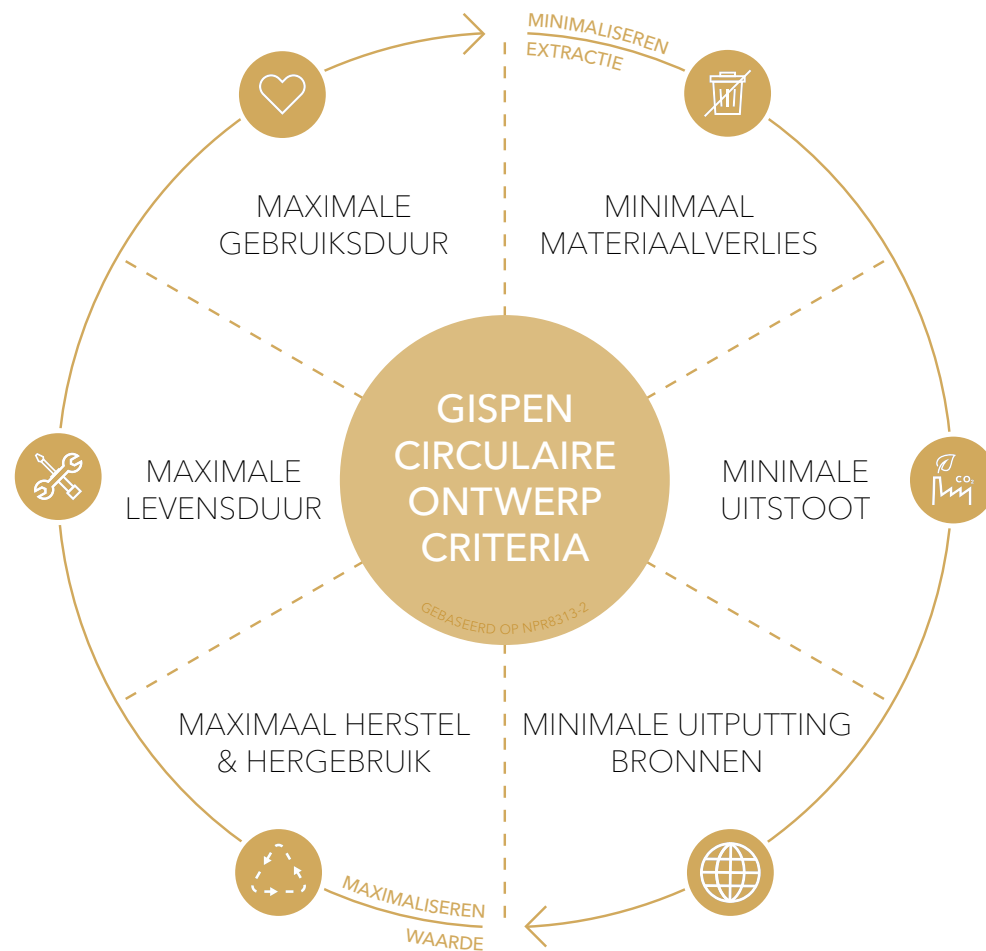 MINIMALISEREN
EXTRACTIE
MAXIMALE
GEBRUIKSDUUR
MINIMAAL
MATERIAALVERLIES
GISPEN
CIRCULAIRE
ONTWERP
CRITERIA
GEBASEERD OP NPR8313-2
MAXIMALE
LEVENSDUUR
MINIMALE
UITSTOOT
CO₂
MAXIMAAL HERSTEL
& HERGEBRUIK
MINIMALE UITPUTTING
BRONNEN
MAXIMALISEREN
WAARDE